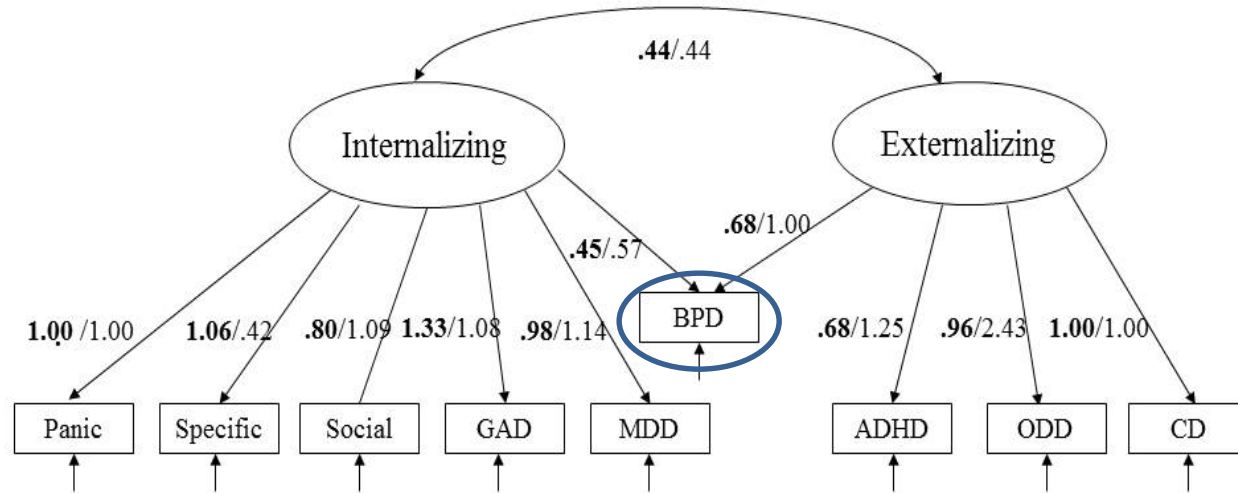 .44/.44
Internalizing
Externalizing
.68/1.00
.45/.57
BPD
1.00 /1.00
1.06/.42
.80/1.09
1.33/1.08
.98/1.14
.68/1.25
.96/2.43
1.00/1.00
Panic
Specific
Social
GAD
MDD
ADHD
ODD
CD